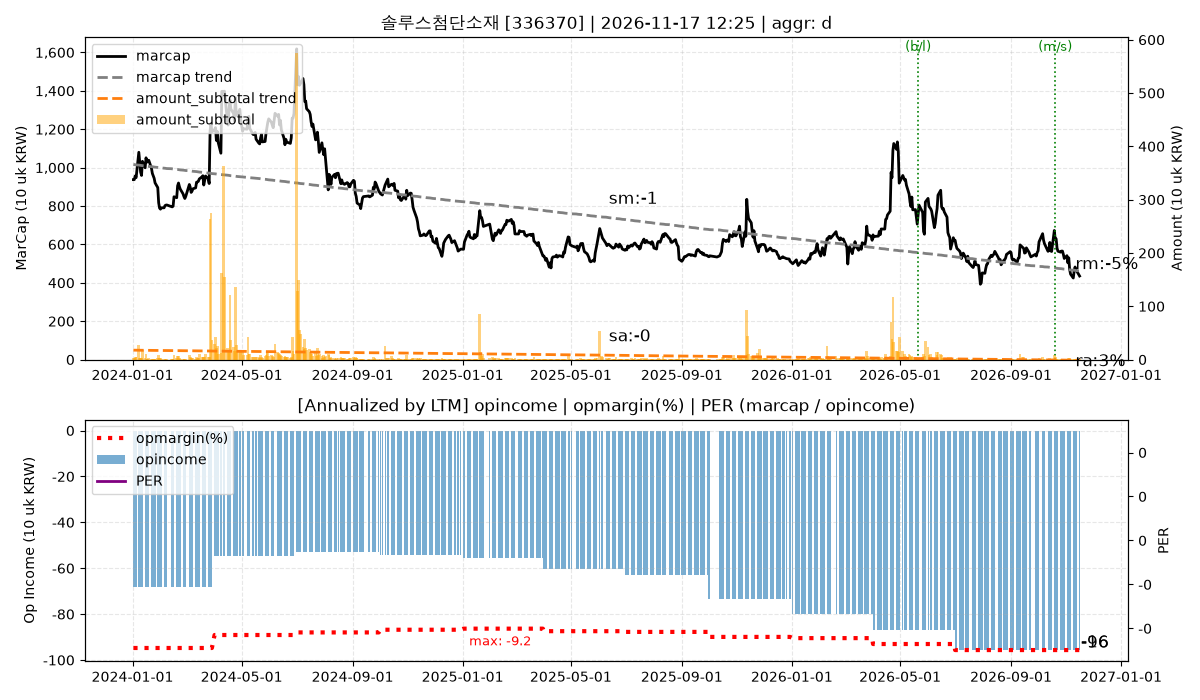 솔루스첨단소재 [336370] | 2026-11-17 12:25 | aggr: d
marcap
marcap trend
amount_subtotal trend
amount_subtotal
(b/l)
(m/s)
sm:-1
sa:-0
rm:-5%
ra:3%
MarCap (10 uk KRW)
1,600
1,400
1,200
1,000
800
600
400
200
0
Amount (10 uk KRW)
600
500
400
300
200
100
0
2024-01-01 2024-05-01 2024-09-01 2025-01-01 2025-05-01 2025-09-01 2026-01-01 2026-05-01 2026-09-01 2027-01-01
[Annualized by LTM] opincome | opmargin(%) | PER (marcap / opincome)
opmargin(%)
opincome
PER
max: -9.2
-96
Op Income (10 uk KRW)
0
-20
-40
-60
-80
-100
PER
0
0
0
-0
-0
2024-01-01 2024-05-01 2024-09-01 2025-01-01 2025-05-01 2025-09-01 2026-01-01 2026-05-01 2026-09-01 2027-01-01